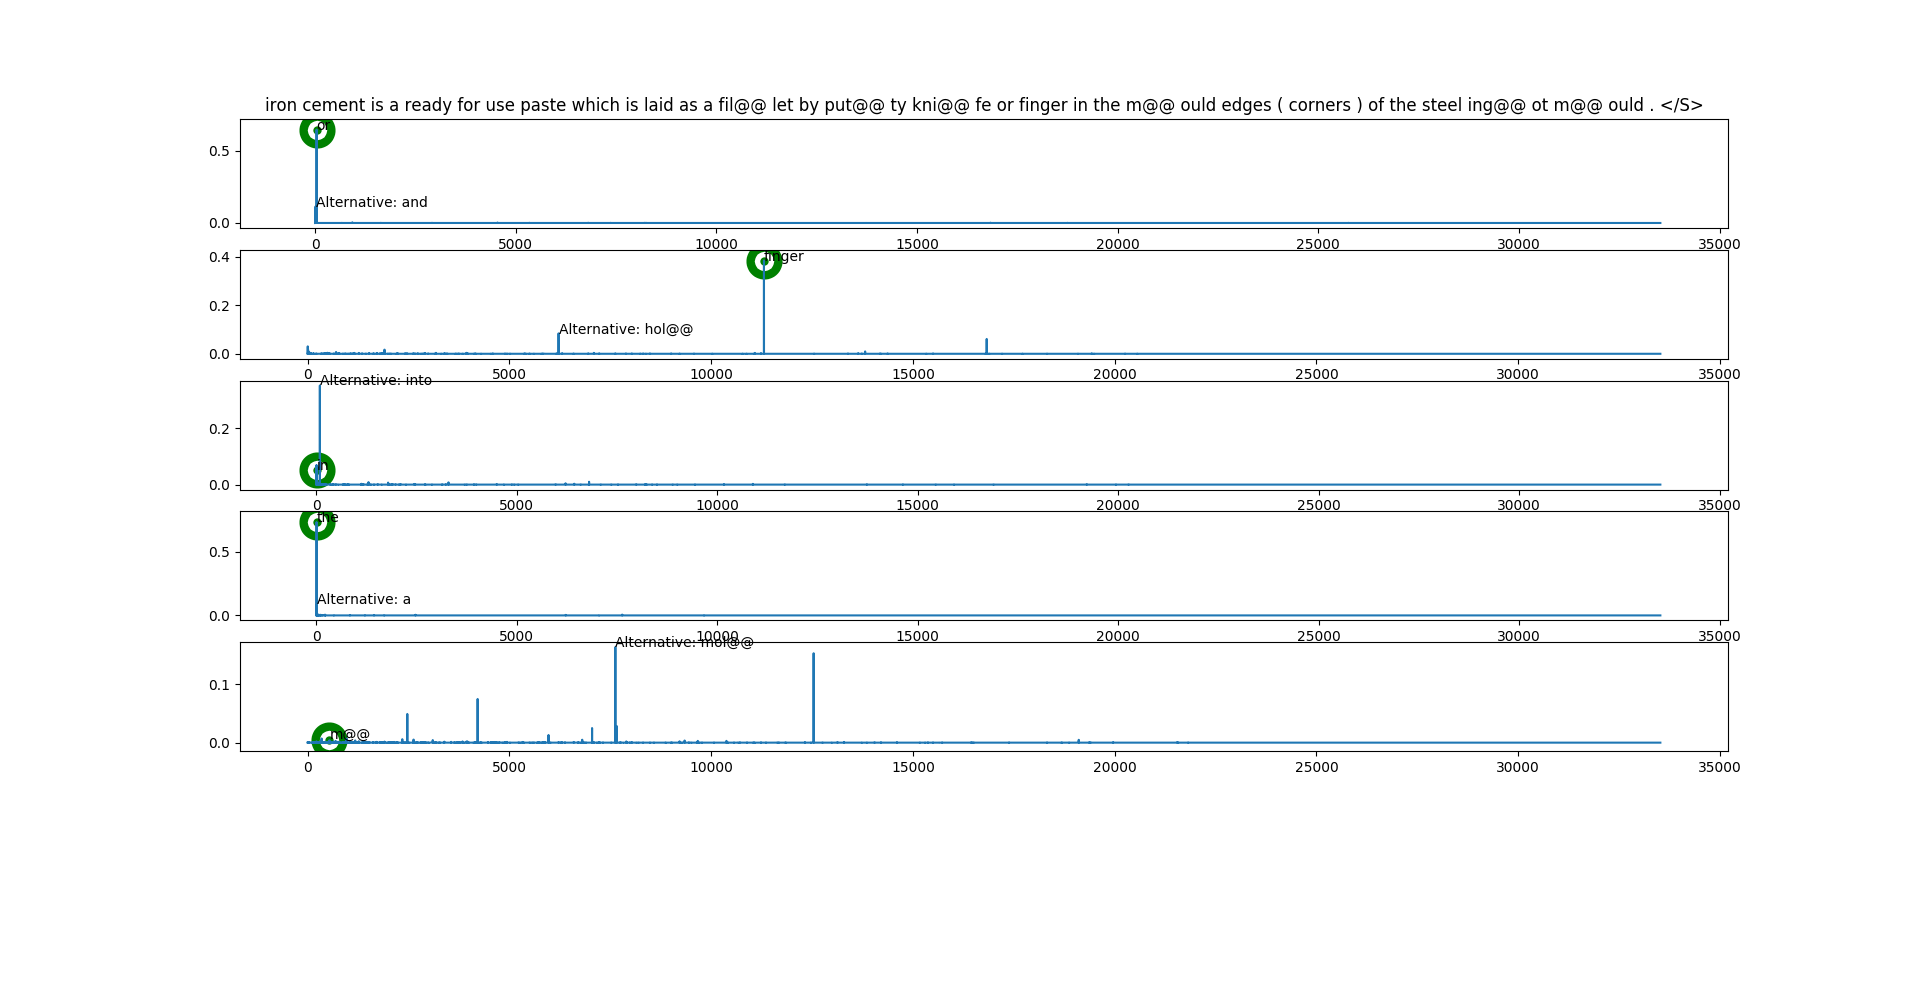 iron cement is a ready for use paste which is laid as a fil@@ let by put@@ ty kni@@ fe or finger in the m@@ ould edges ( corners ) of the steel ing@@ ot m@@ ould . </S>
or
0.5
Alternative: and
0.0
0 5000 10000 15000 20000 25000 30000 35000
0.4 finger
0.2
Alternative: hol@@
0.0
0 5000 10000 15000 20000 25000 30000 35000
Alternative: into
0.2
in
0.0
0 5000 10000 15000 20000 25000 30000 35000
the
0.5
Alternative: a
0.0
0 5000 10000 15000 20000 25000 30000 35000
Alternative: mol@@
0.1
m@@
0.0
0 5000 10000 15000 20000 25000 30000 35000